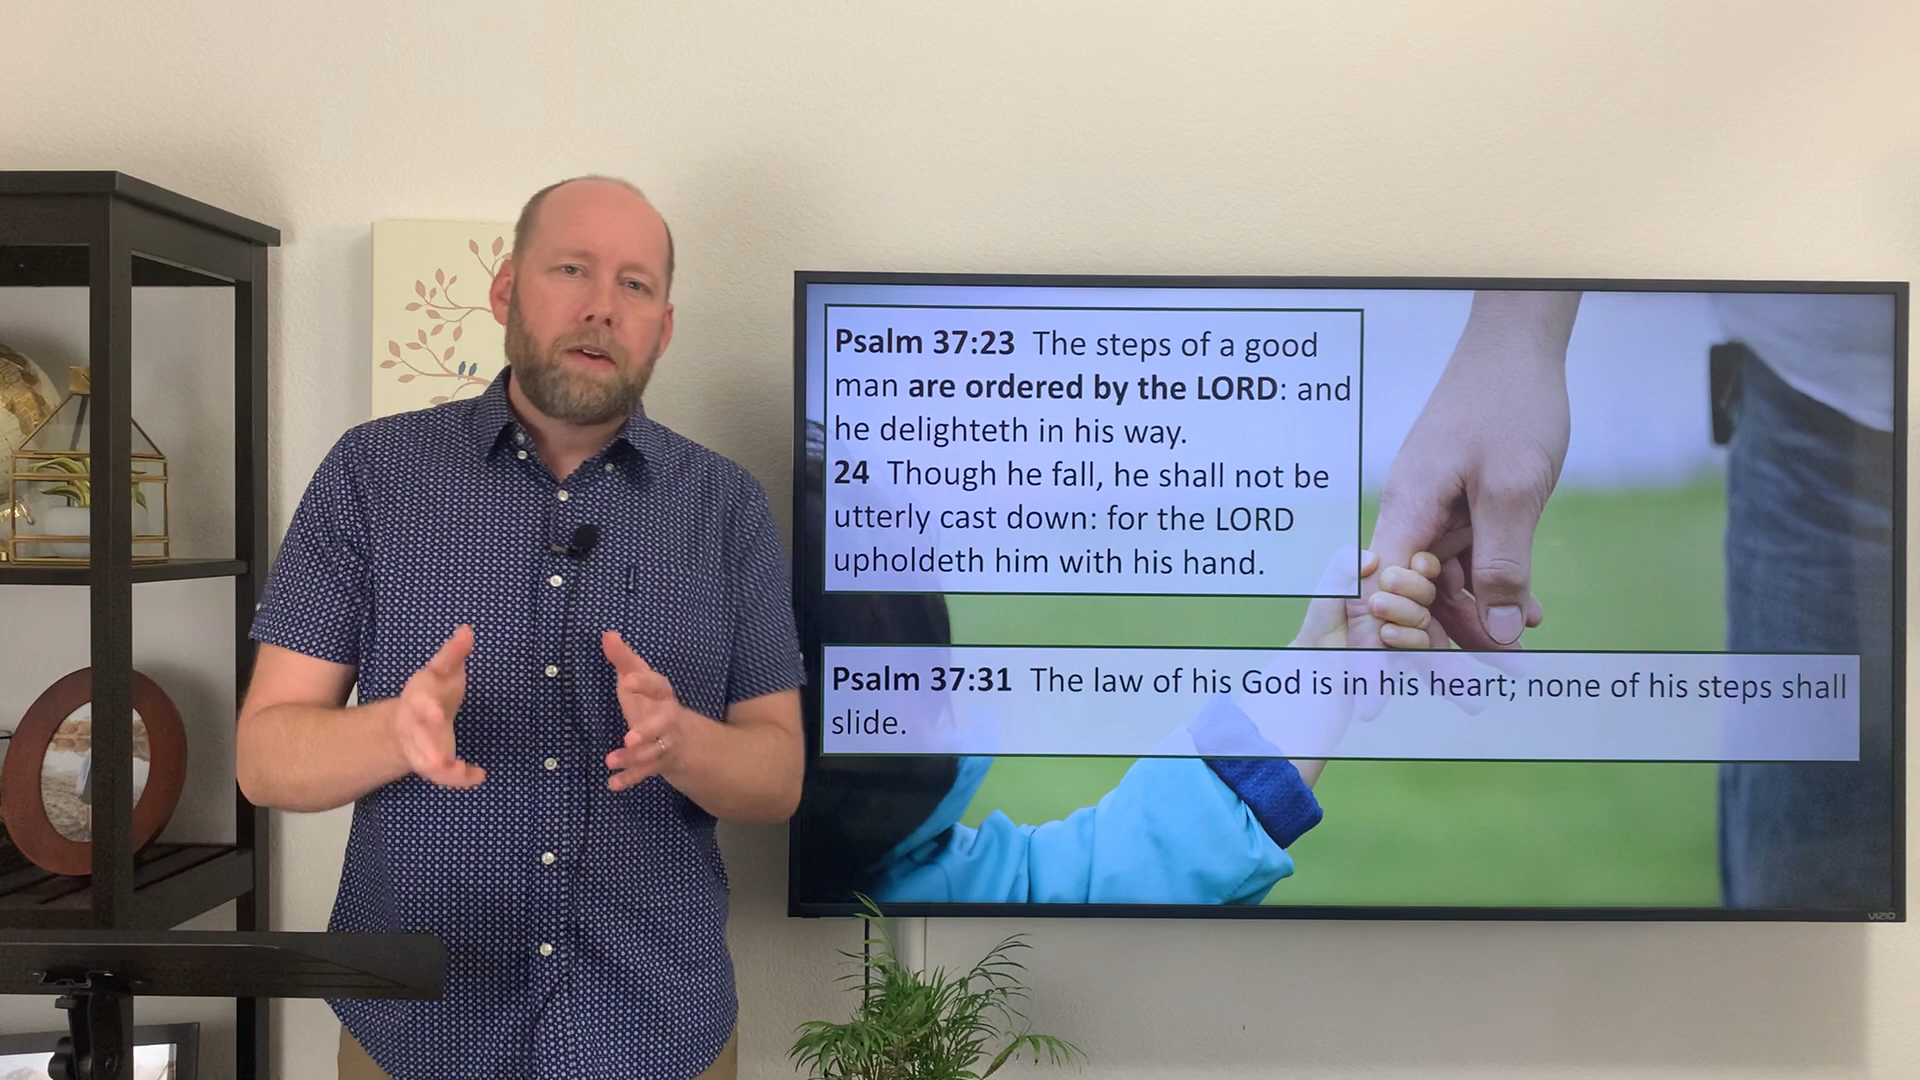 Psalm 37:23 The steps of a good
man are ordered by the LORD: and
he delighteth in his way.
24 Though he fall, he shall not be
utterly cast down: for the LORD
upholdeth him with his hand.
Psalm 37:31 The law of his God is in his heart; none of his steps shall
slide.
VIZIO